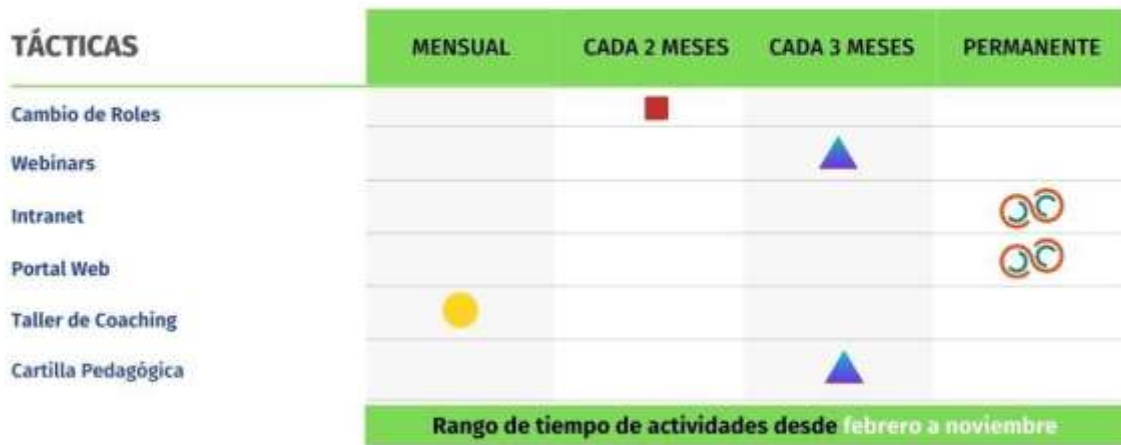 TÁCTICAS MENSUAL CADA 2 MESES CADA 3 MESES PERMANENTE
Cambio de Roles
Webinars
Intranet
Portal Web
Taller de Coaching
Cartilla Pedagógica
Rango de tiempo de actividades desde febrero a noviembre